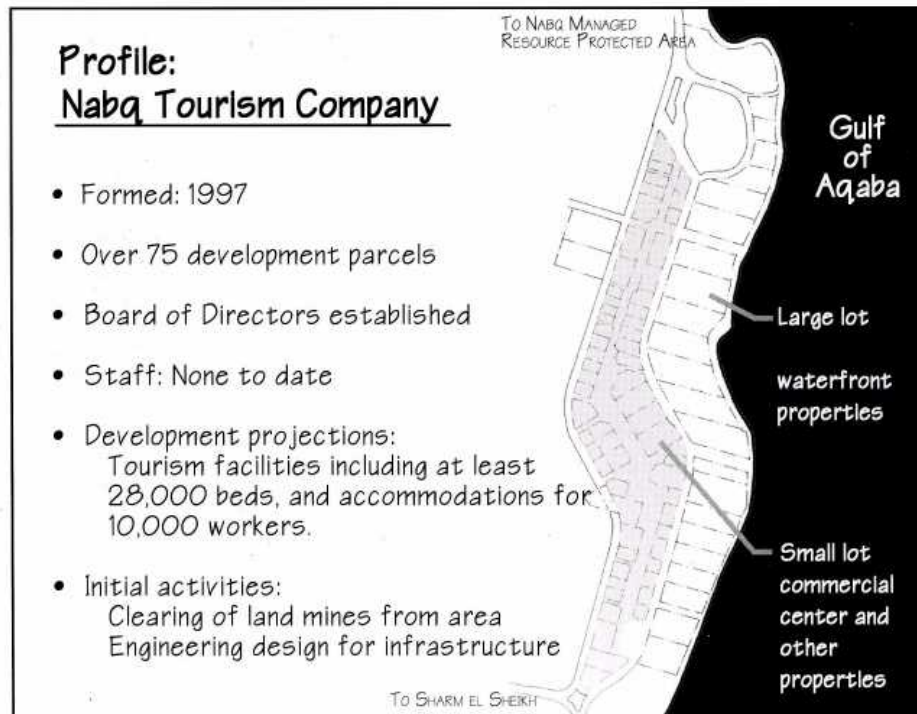 To Nabq Managed
Resource Protected Area
Profile:
Nabq Tourism Company
• Formed: 1997
• Over 75 development parcels
• Board of Directors established
• Staff: None to date
• Development projections:
Tourism facilities including at least
28,000 beds, and accommodations for
10,000 workers.
• Initial activities:
Clearing of land mines from area
Engineering design for infrastructure
Gulf
of
Aqaba
Large lot
waterfront
properties
Small lot
commercial
center and
other
properties
To Sharm el Sheikh